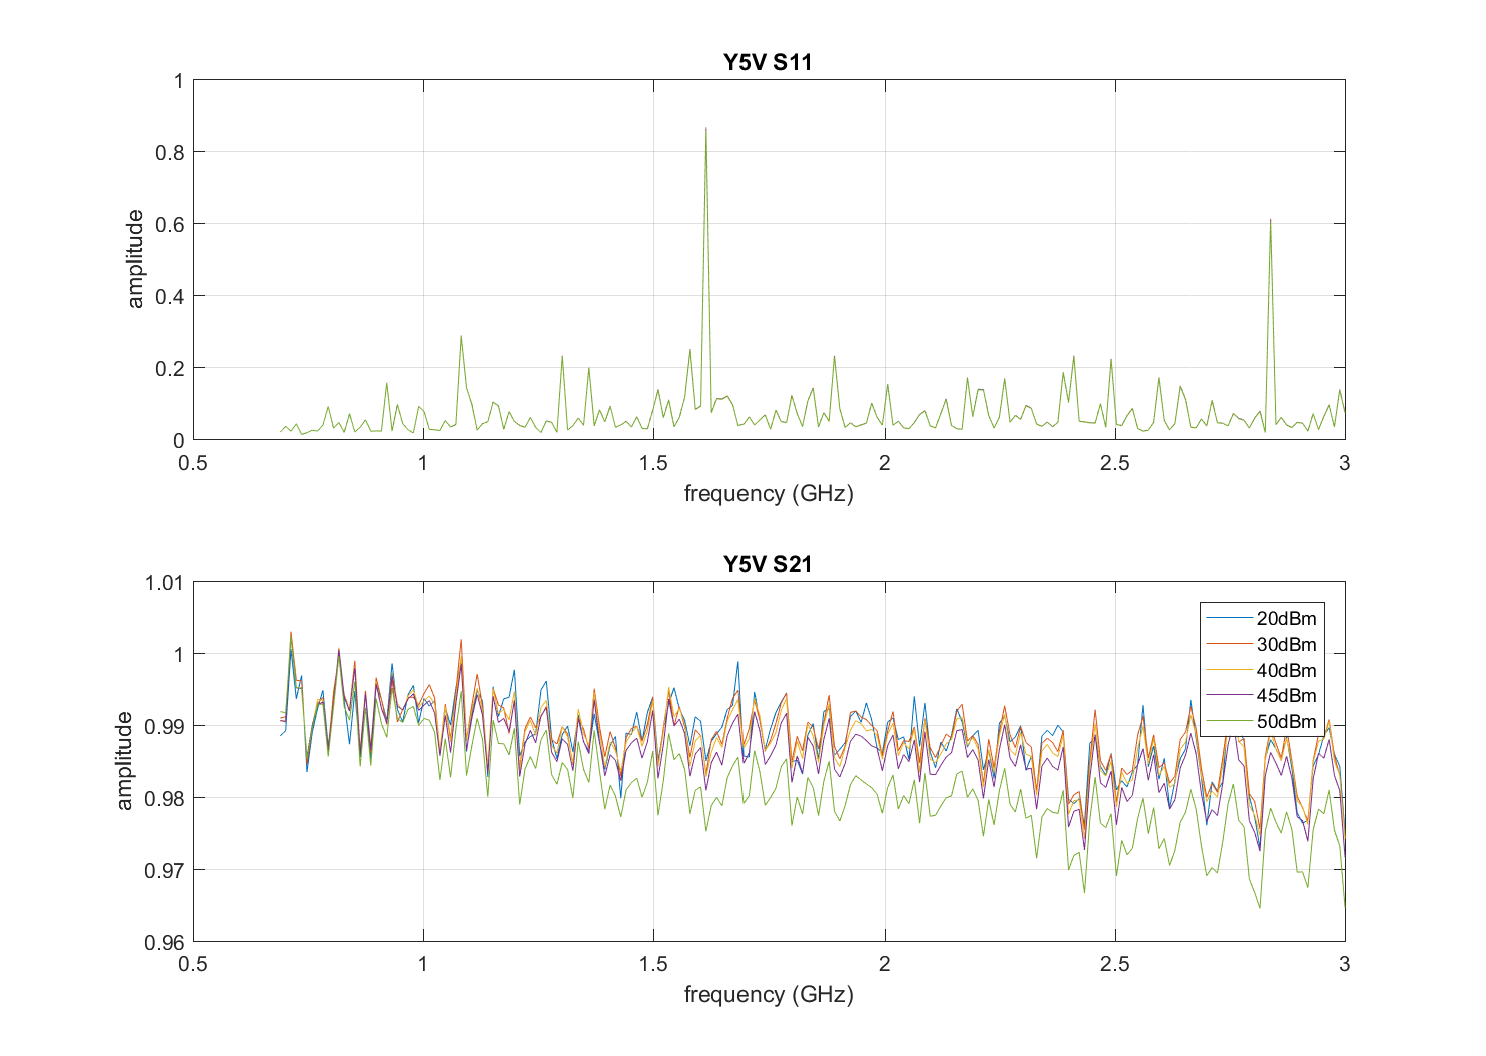 Y5V S11
1
0.8
0.6
0.4
0.2
0
amplitude
0.5 1 1.5 2 2.5 3
frequency (GHz)
Y5V S21
1.01
1
0.99
0.98
0.97
0.96
amplitude
20dBm
30dBm
40dBm
45dBm
50dBm
0.5 1 1.5 2 2.5 3
frequency (GHz)